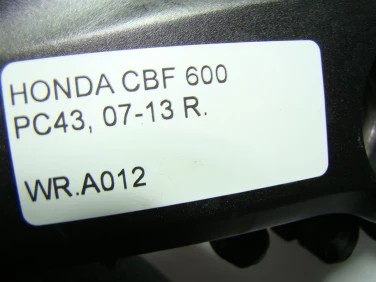 HONDA CBF 600
PC43, 07-13 R.
WR.A012